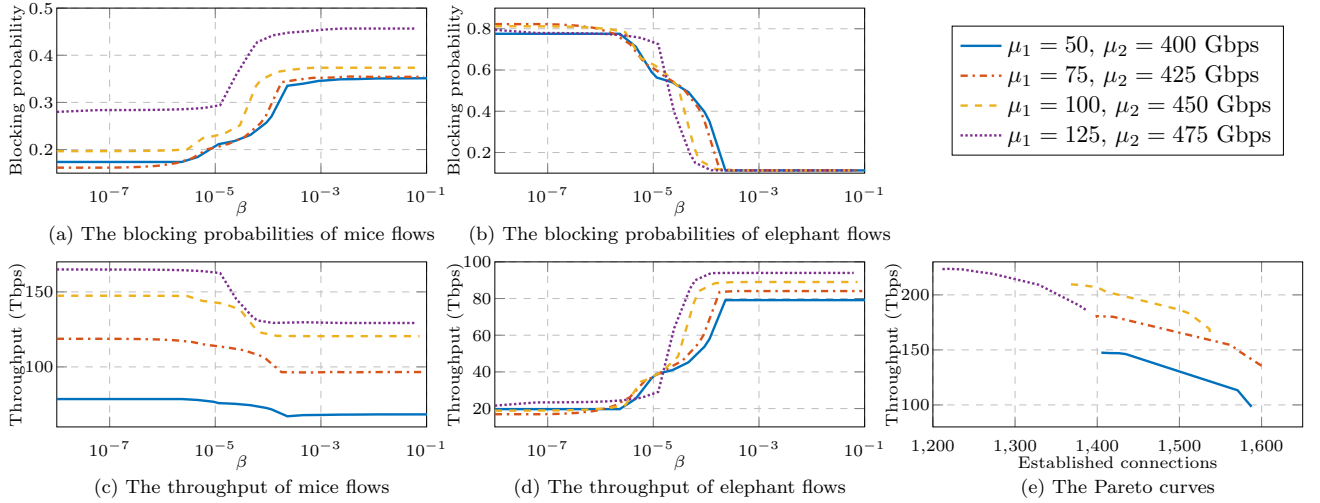 0.5
0.4
0.3
0.2
Blocking probability
10⁻⁷
10⁻⁵
10⁻³
10⁻¹
β
(a) The blocking probabilities of mice flows
0.8
0.6
0.4
0.2
Blocking probability
10⁻⁷
10⁻⁵
10⁻³
10⁻¹
β
(b) The blocking probabilities of elephant flows
μ₁ = 50, μ₂ = 400 Gbps
μ₁ = 75, μ₂ = 425 Gbps
μ₁ = 100, μ₂ = 450 Gbps
μ₁ = 125, μ₂ = 475 Gbps
150
100
Throughput (Tbps)
10⁻⁷
10⁻⁵
10⁻³
10⁻¹
β
(c) The throughput of mice flows
100
80
60
40
20
Throughput (Tbps)
10⁻⁷
10⁻⁵
10⁻³
10⁻¹
β
(d) The throughput of elephant flows
200
150
100
Throughput (Tbps)
1,200
1,300
1,400
1,500
1,600
Established connections
(e) The Pareto curves